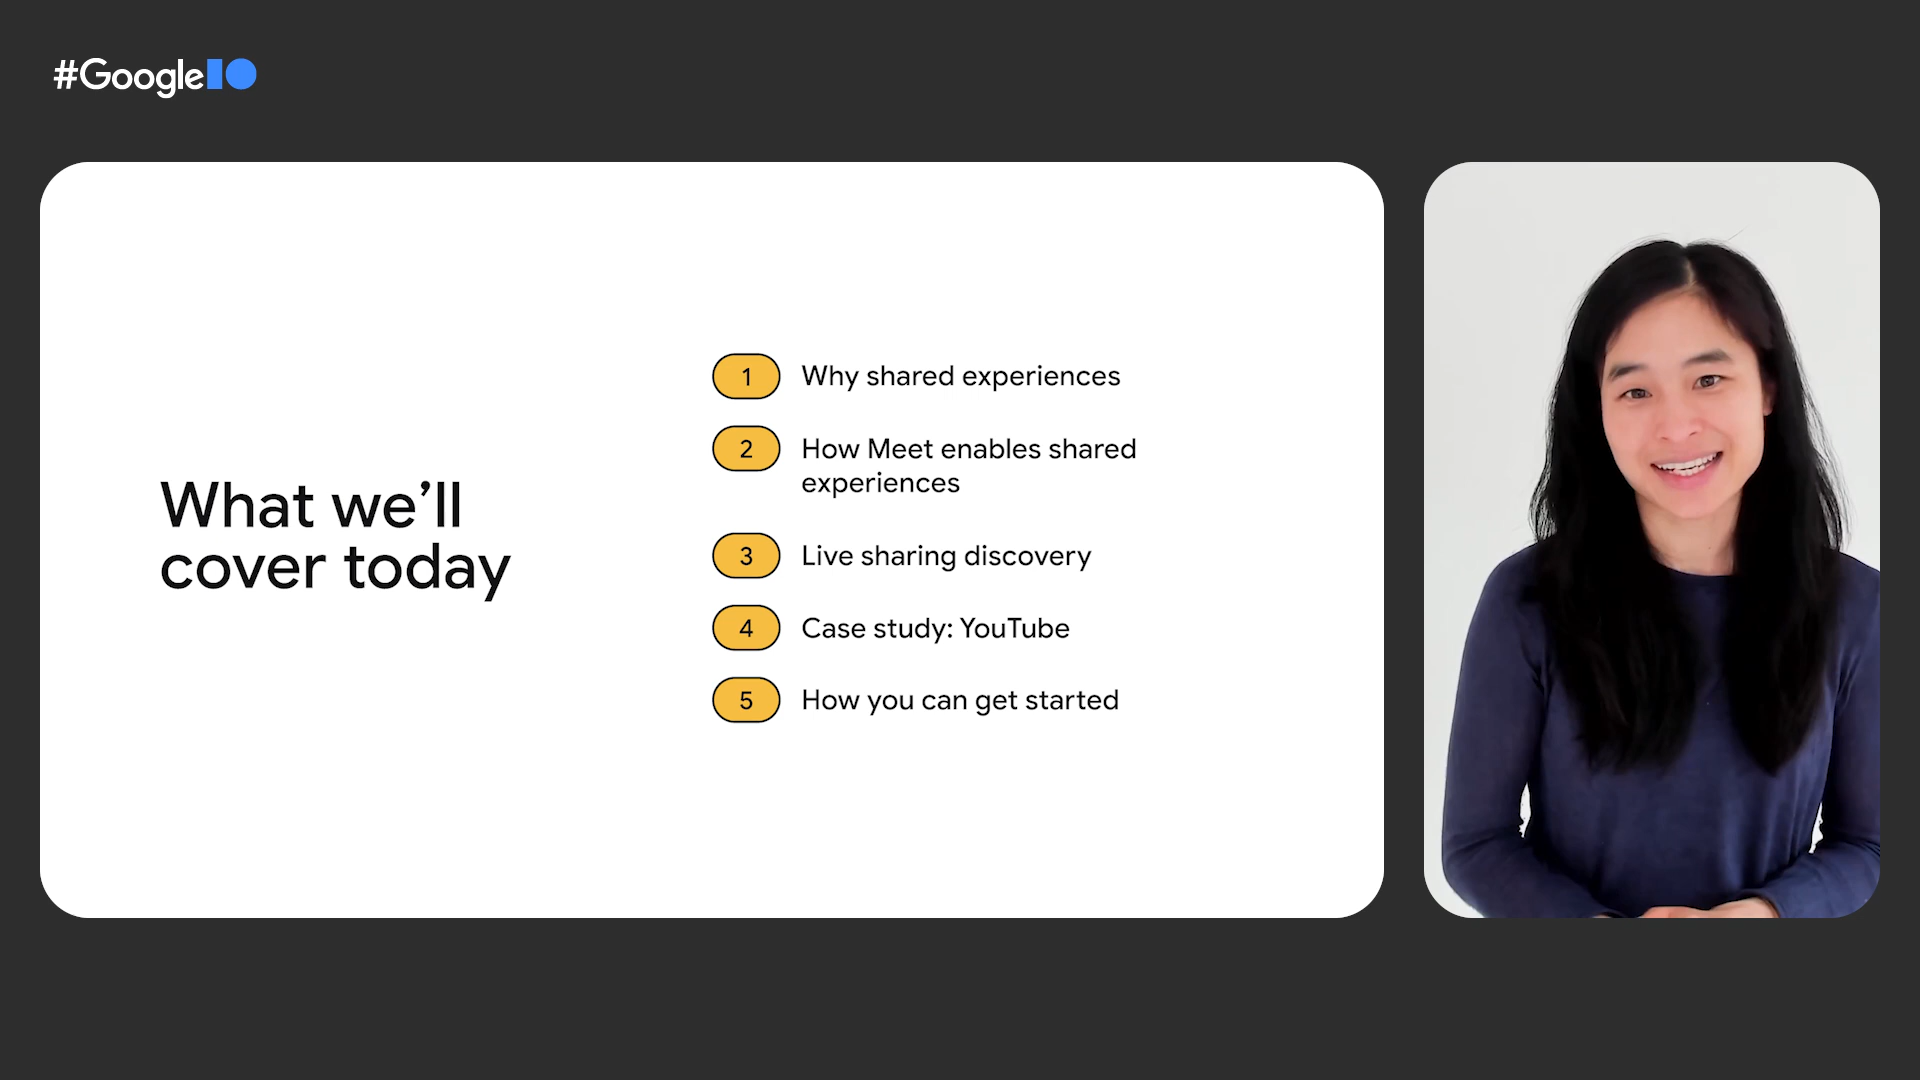 #GoogleIO
What we’ll
cover today
1 Why shared experiences
2 How Meet enables shared
experiences
3 Live sharing discovery
4 Case study: YouTube
5 How you can get started